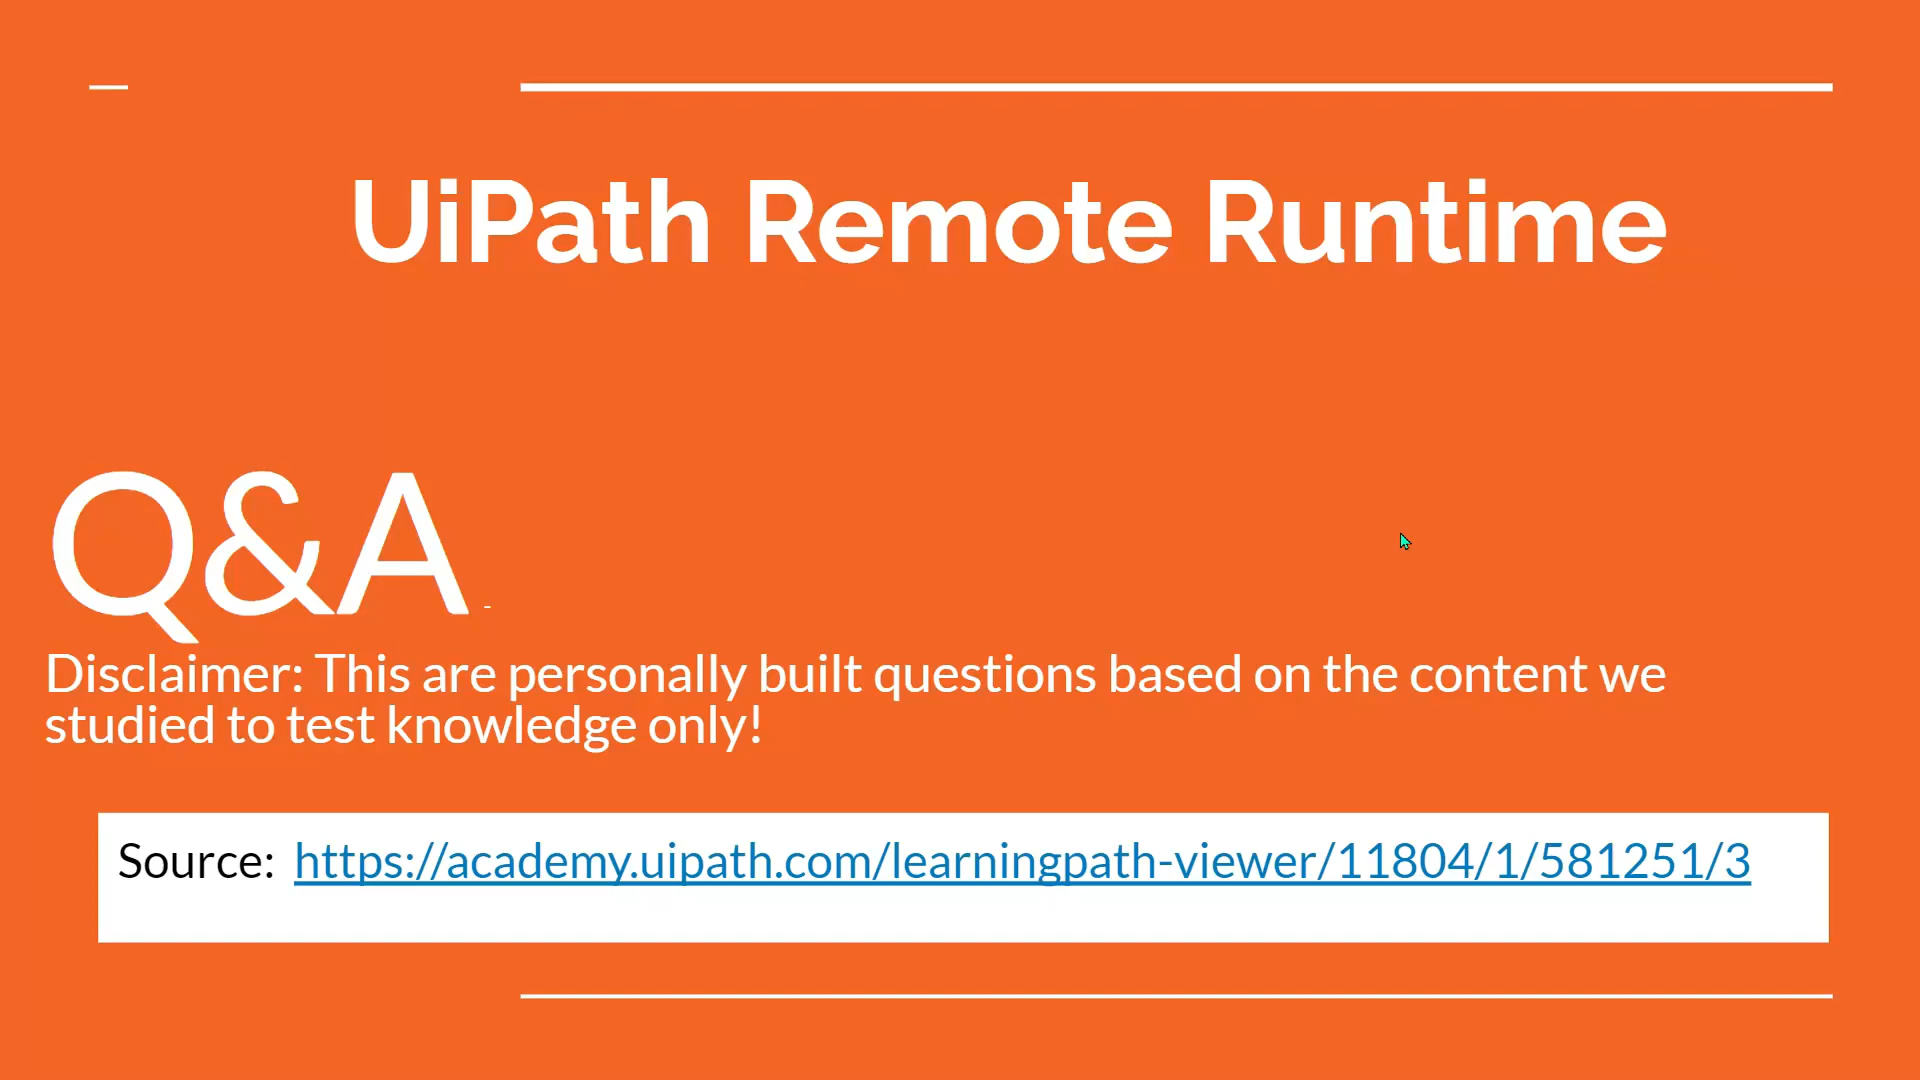 UiPath Remote Runtime
Q&A -
Disclaimer: This are personally built questions based on the content we
studied to test knowledge only!
Source: https://academy.uipath.com/learningpath-viewer/11804/1/581251/3